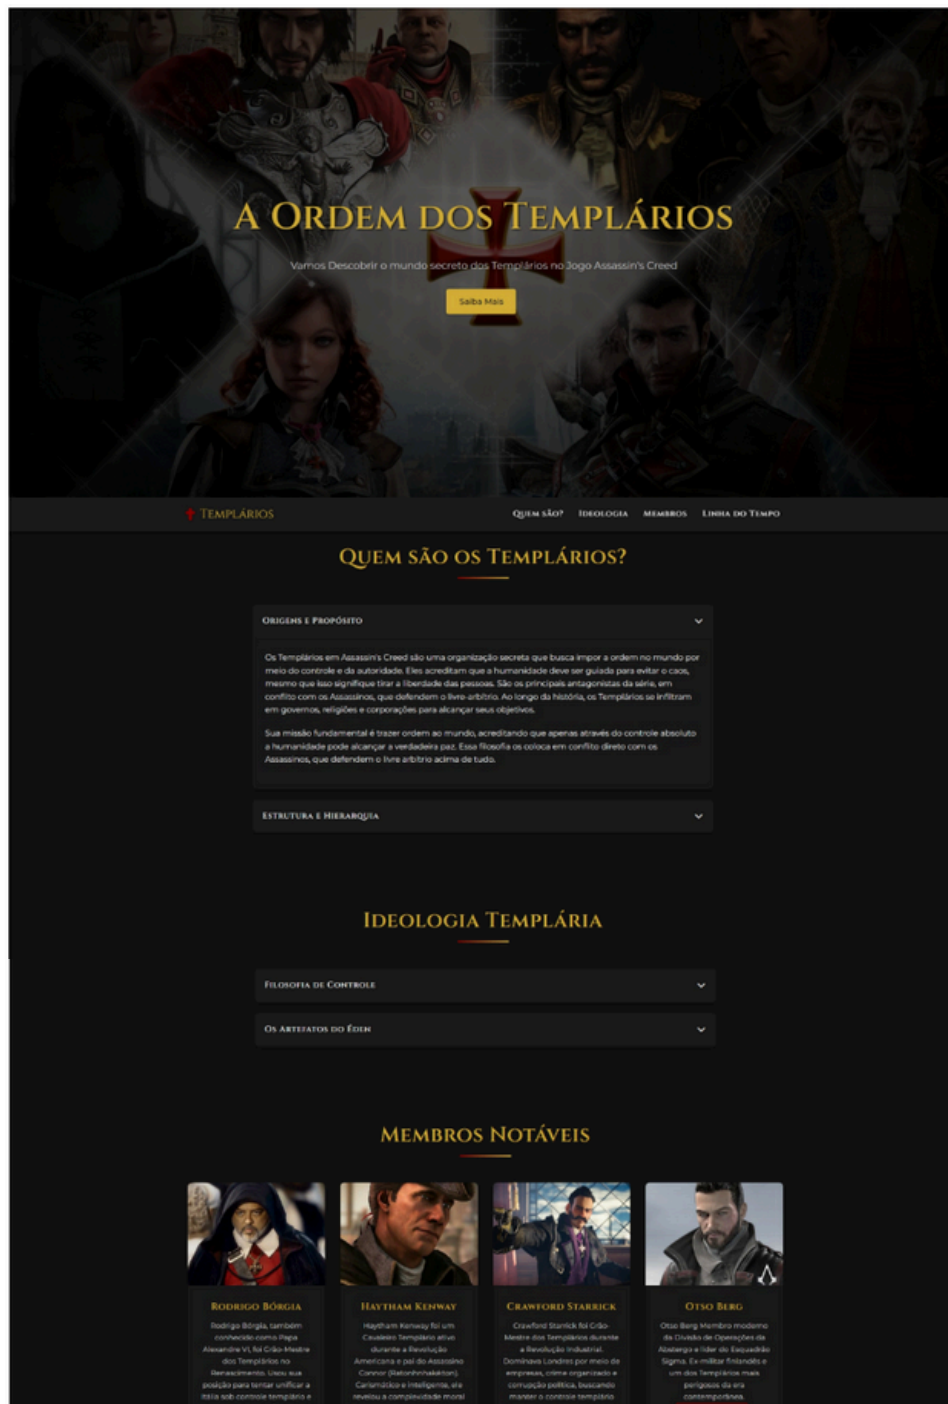 A Ordem dos Templários
Vamos Descobrir o mundo secreto dos Templários no Jogo Assassin's Creed
Saiba Mais
Templários
Quem são?
Ideologia
Membros
Linha do Tempo
Quem são os Templários?
Origens e Propósito
Os Templários em Assassin's Creed são uma organização secreta que busca impor a ordem no mundo por
meio do controle e da autoridade. Eles acreditam que a humanidade deve ser guiada para evitar o caos,
mesmo que isso signifique tirar a liberdade das pessoas. São os principais antagonistas da série, em
conflito com os Assassinos, que defendem o livre-arbítrio. Ao longo da história, os Templários se infiltram
em governos, religiões e corporações para alcançar seus objetivos.
Sua missão fundamental é trazer ordem ao mundo, acreditando que apenas através do controle absoluto
a humanidade pode alcançar a verdadeira paz. Essa filosofia os coloca em conflito direto com os
Assassinos, que defendem o livre arbítrio acima de tudo.
Estrutura e Hierarquia
Ideologia Templária
Filosofia de Controle
Os Artefatos do Éden
Membros Notáveis
Rodrigo Bórgia
Rodrigo Bórgia, também
conhecido como Papa
Alexandre VI, foi Grão-Mestre
dos Templários no
Renascimento. Usou sua
posição para tentar unificar a
Itália sob controle templário e
Haytham Kenway
Haytham Kenway foi um
Cavaleiro Templário ativo
durante a Revolução
Americana e pai do Assassino
Connor (Ratonhnhaké:ton).
Carismático e inteligente, ele
revelou a complexidade moral
Crawford Starrick
Crawford Starrick foi Grão-
Mestre dos Templários durante
a Revolução Industrial.
Dominava Londres por meio de
empresas, crime organizado e
corrupção política, buscando
manter o controle templário
Otso Berg
Otso Berg Membro moderno
da Divisão de Operações da
Abstergo e líder do Esquadrão
Sigma. Ex-militar finlandês e
um dos Templários mais
perigosos da era
contemporânea.